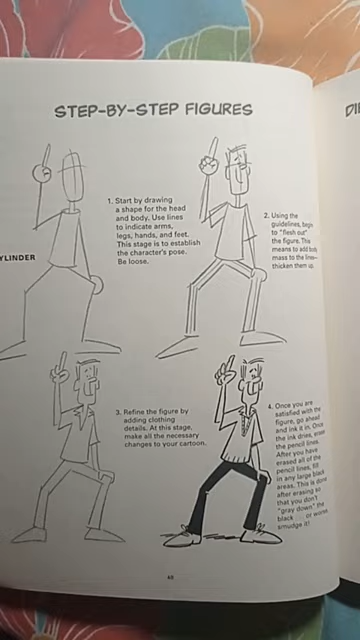 STEP-BY-STEP FIGURES
1. Start by drawing
a shape for the head
and body. Use lines
to indicate arms,
legs, hands, and feet.
This stage is to establish
the character's pose.
Be loose.
2. Using the
guidelines, begin
to "flesh out"
the figure. This
means to add body
mass to the lines—
thicken them up.
YLINDER
3. Refine the figure by
adding clothing
details. At this stage,
make all the necessary
changes to your cartoon.
4. Once you are
satisfied with the
figure, go ahead
and ink it in. Once
the ink dries, erase
the pencil lines.
After you have
erased all of the
pencil lines, fill
in any large black
areas. This is done
after erasing so
that you don't
"gray down" the
black or
smudge it!
48
DI